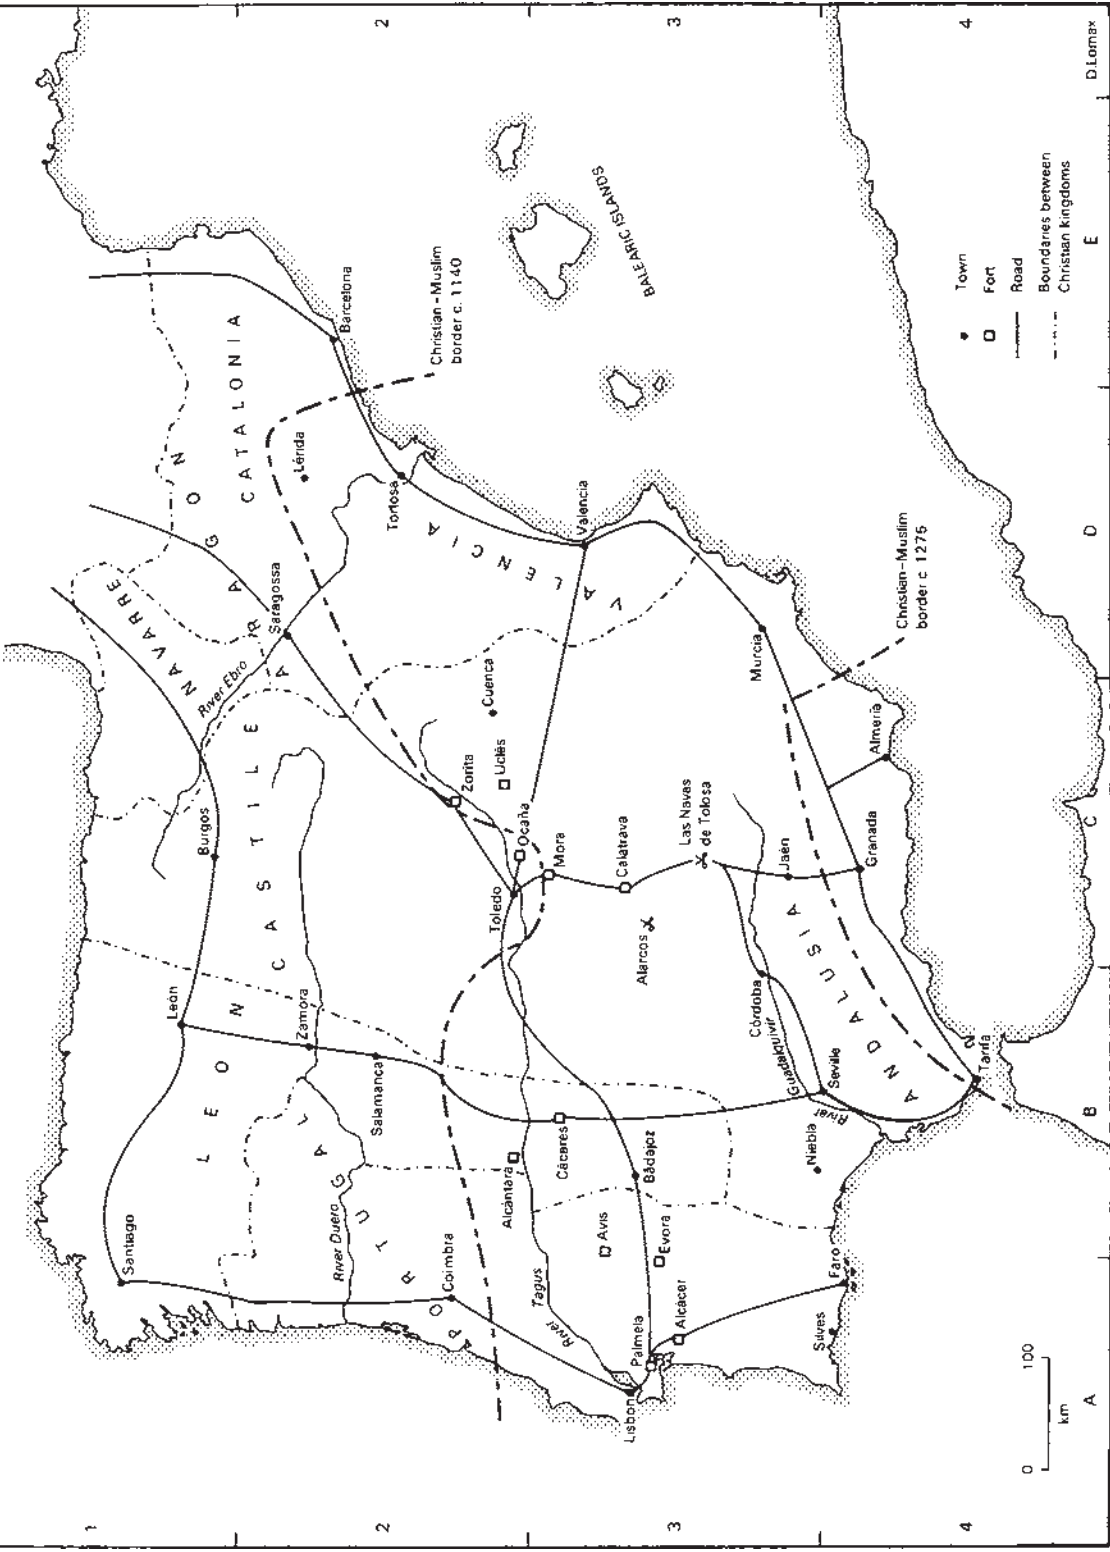 1
2
3
4
2
3
4
A
B
C
D
E
D.Lomax
Santiago
León
Burgos
NAVARRE
ARAGON
CATALONIA
Saragossa
River Ebro
Lérida
Barcelona
Tortosa
Christian–Muslim
border c. 1140
LEON
CASTILE
Zamora
Salamanca
PORTUGAL
River Duero
Coimbra
Zorita
Uclés
Cuenca
VALENCIA
Valencia
BALEARIC ISLANDS
Toledo
Ocaña
Mora
Calatrava
Alarcos
Las Navas
de Tolosa
Alcántara
Cáceres
Badajoz
Avis
Evora
River Tagus
Lisbon
Palmela
Alcácer
Silves
Faro
Niebla
Seville
River Guadalquivir
Córdoba
Jaén
Granada
Almería
Murcia
ANDALUSIA
Tarifa
Christian–Muslim
border c 1275
Town
Fort
Road
Boundaries between
Christian kingdoms
0 100
km